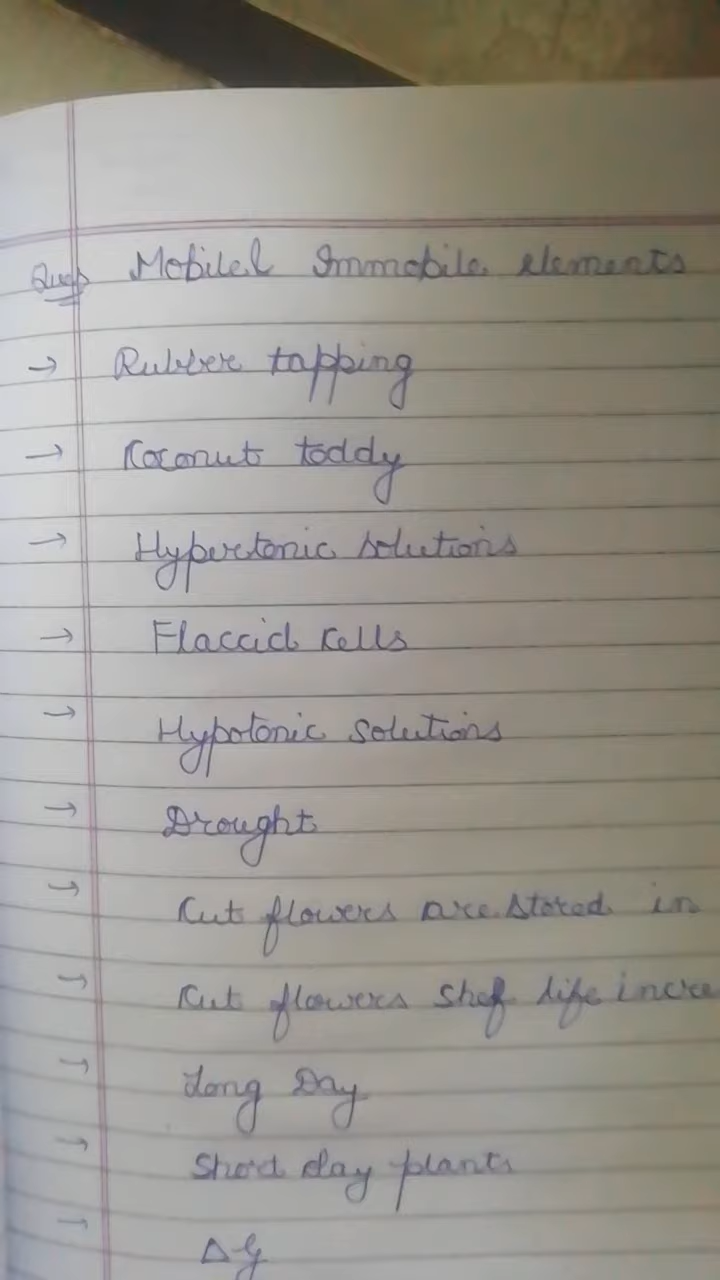 Ques Mobile & Immobile elements
→ Rubber tapping
→ Coconut toddy
→ Hypertonic solutions
→ Flaccid cells
→ Hypotonic solutions
→ Drought
→ Cut flowers are stored in
→ Cut flowers shef life incre
→ Long Day
→ Short day plants
→ ΔG